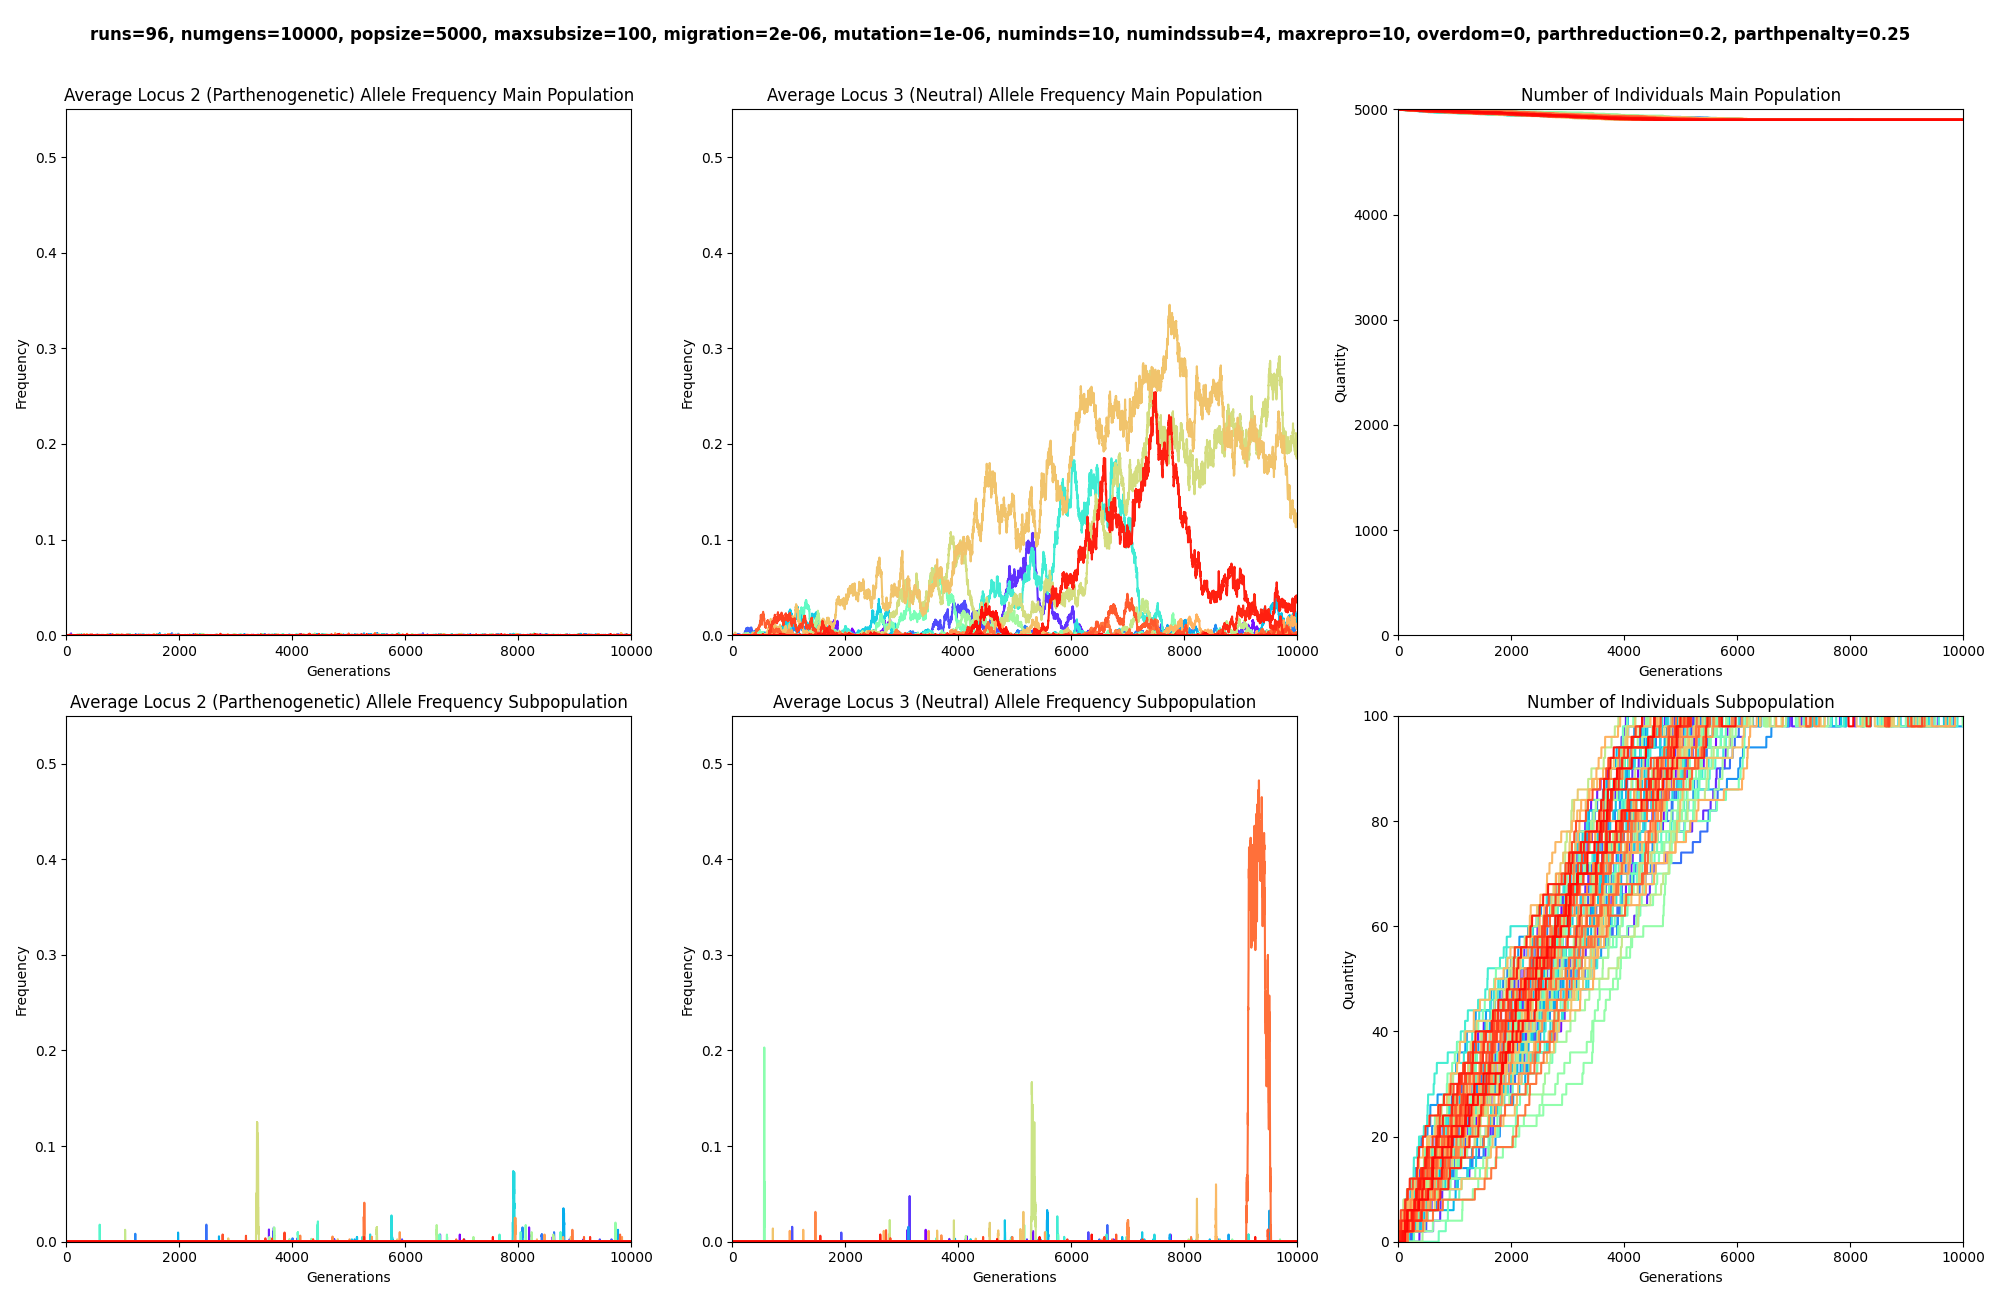 runs=96, numgens=10000, popsize=5000, maxsubsize=100, migration=2e-06, mutation=1e-06, numinds=10, numindssub=4, maxrepro=10, overdom=0, parthreduction=0.2, parthpenalty=0.25
Average Locus 2 (Parthenogenetic) Allele Frequency Main Population
Frequency
0.5
0.4
0.3
0.2
0.1
0.0
0 2000 4000 6000 8000 10000
Generations
Average Locus 3 (Neutral) Allele Frequency Main Population
Frequency
0.5
0.4
0.3
0.2
0.1
0.0
0 2000 4000 6000 8000 10000
Generations
Number of Individuals Main Population
Quantity
5000
4000
3000
2000
1000
0
0 2000 4000 6000 8000 10000
Generations
Average Locus 2 (Parthenogenetic) Allele Frequency Subpopulation
Frequency
0.5
0.4
0.3
0.2
0.1
0.0
0 2000 4000 6000 8000 10000
Generations
Average Locus 3 (Neutral) Allele Frequency Subpopulation
Frequency
0.5
0.4
0.3
0.2
0.1
0.0
0 2000 4000 6000 8000 10000
Generations
Number of Individuals Subpopulation
Quantity
100
80
60
40
20
0
0 2000 4000 6000 8000 10000
Generations